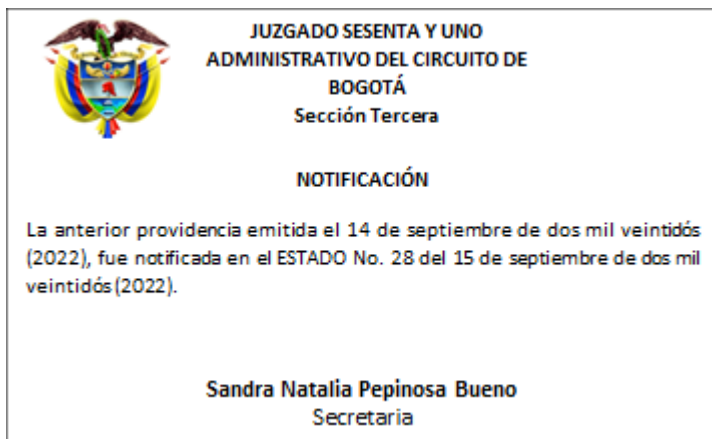 JUZGADO SESENTA Y UNO
ADMINISTRATIVO DEL CIRCUITO DE
BOGOTÁ
Sección Tercera
NOTIFICACIÓN
La anterior providencia emitida el 14 de septiembre de dos mil veintidós
(2022), fue notificada en el ESTADO No. 28 del 15 de septiembre de dos mil
veintidós (2022).
Sandra Natalia Pepinosa Bueno
Secretaria